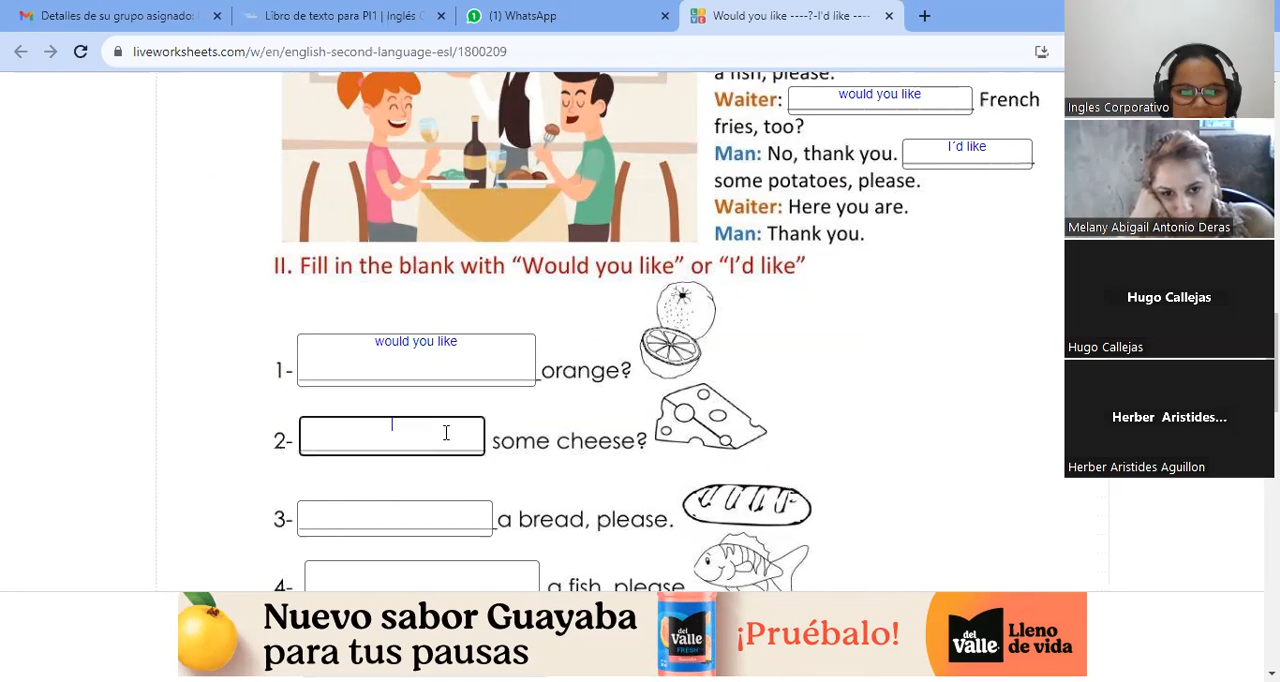 Detalles de su grupo asignado:
Libro de texto para PI1 | Inglés C
(1) WhatsApp
Would you like ----?-I'd like ----
liveworksheets.com/w/en/english-second-language-esl/1800209
a fish, please.
Waiter: would you like French
fries, too?
Man: No, thank you. I´d like
some potatoes, please.
Waiter: Here you are.
Man: Thank you.
II. Fill in the blank with “Would you like” or “I’d like”
1- would you like orange?
2- some cheese?
3- a bread, please.
4- a fish, please
Nuevo sabor Guayaba
para tus pausas
del Valle
FRESH
¡Pruébalo!
del Valle
Lleno
de vida
Ingles Corporativo
Melany Abigail Antonio Deras
Hugo Callejas
Hugo Callejas
Herber Aristides...
Herber Aristides Aguillon